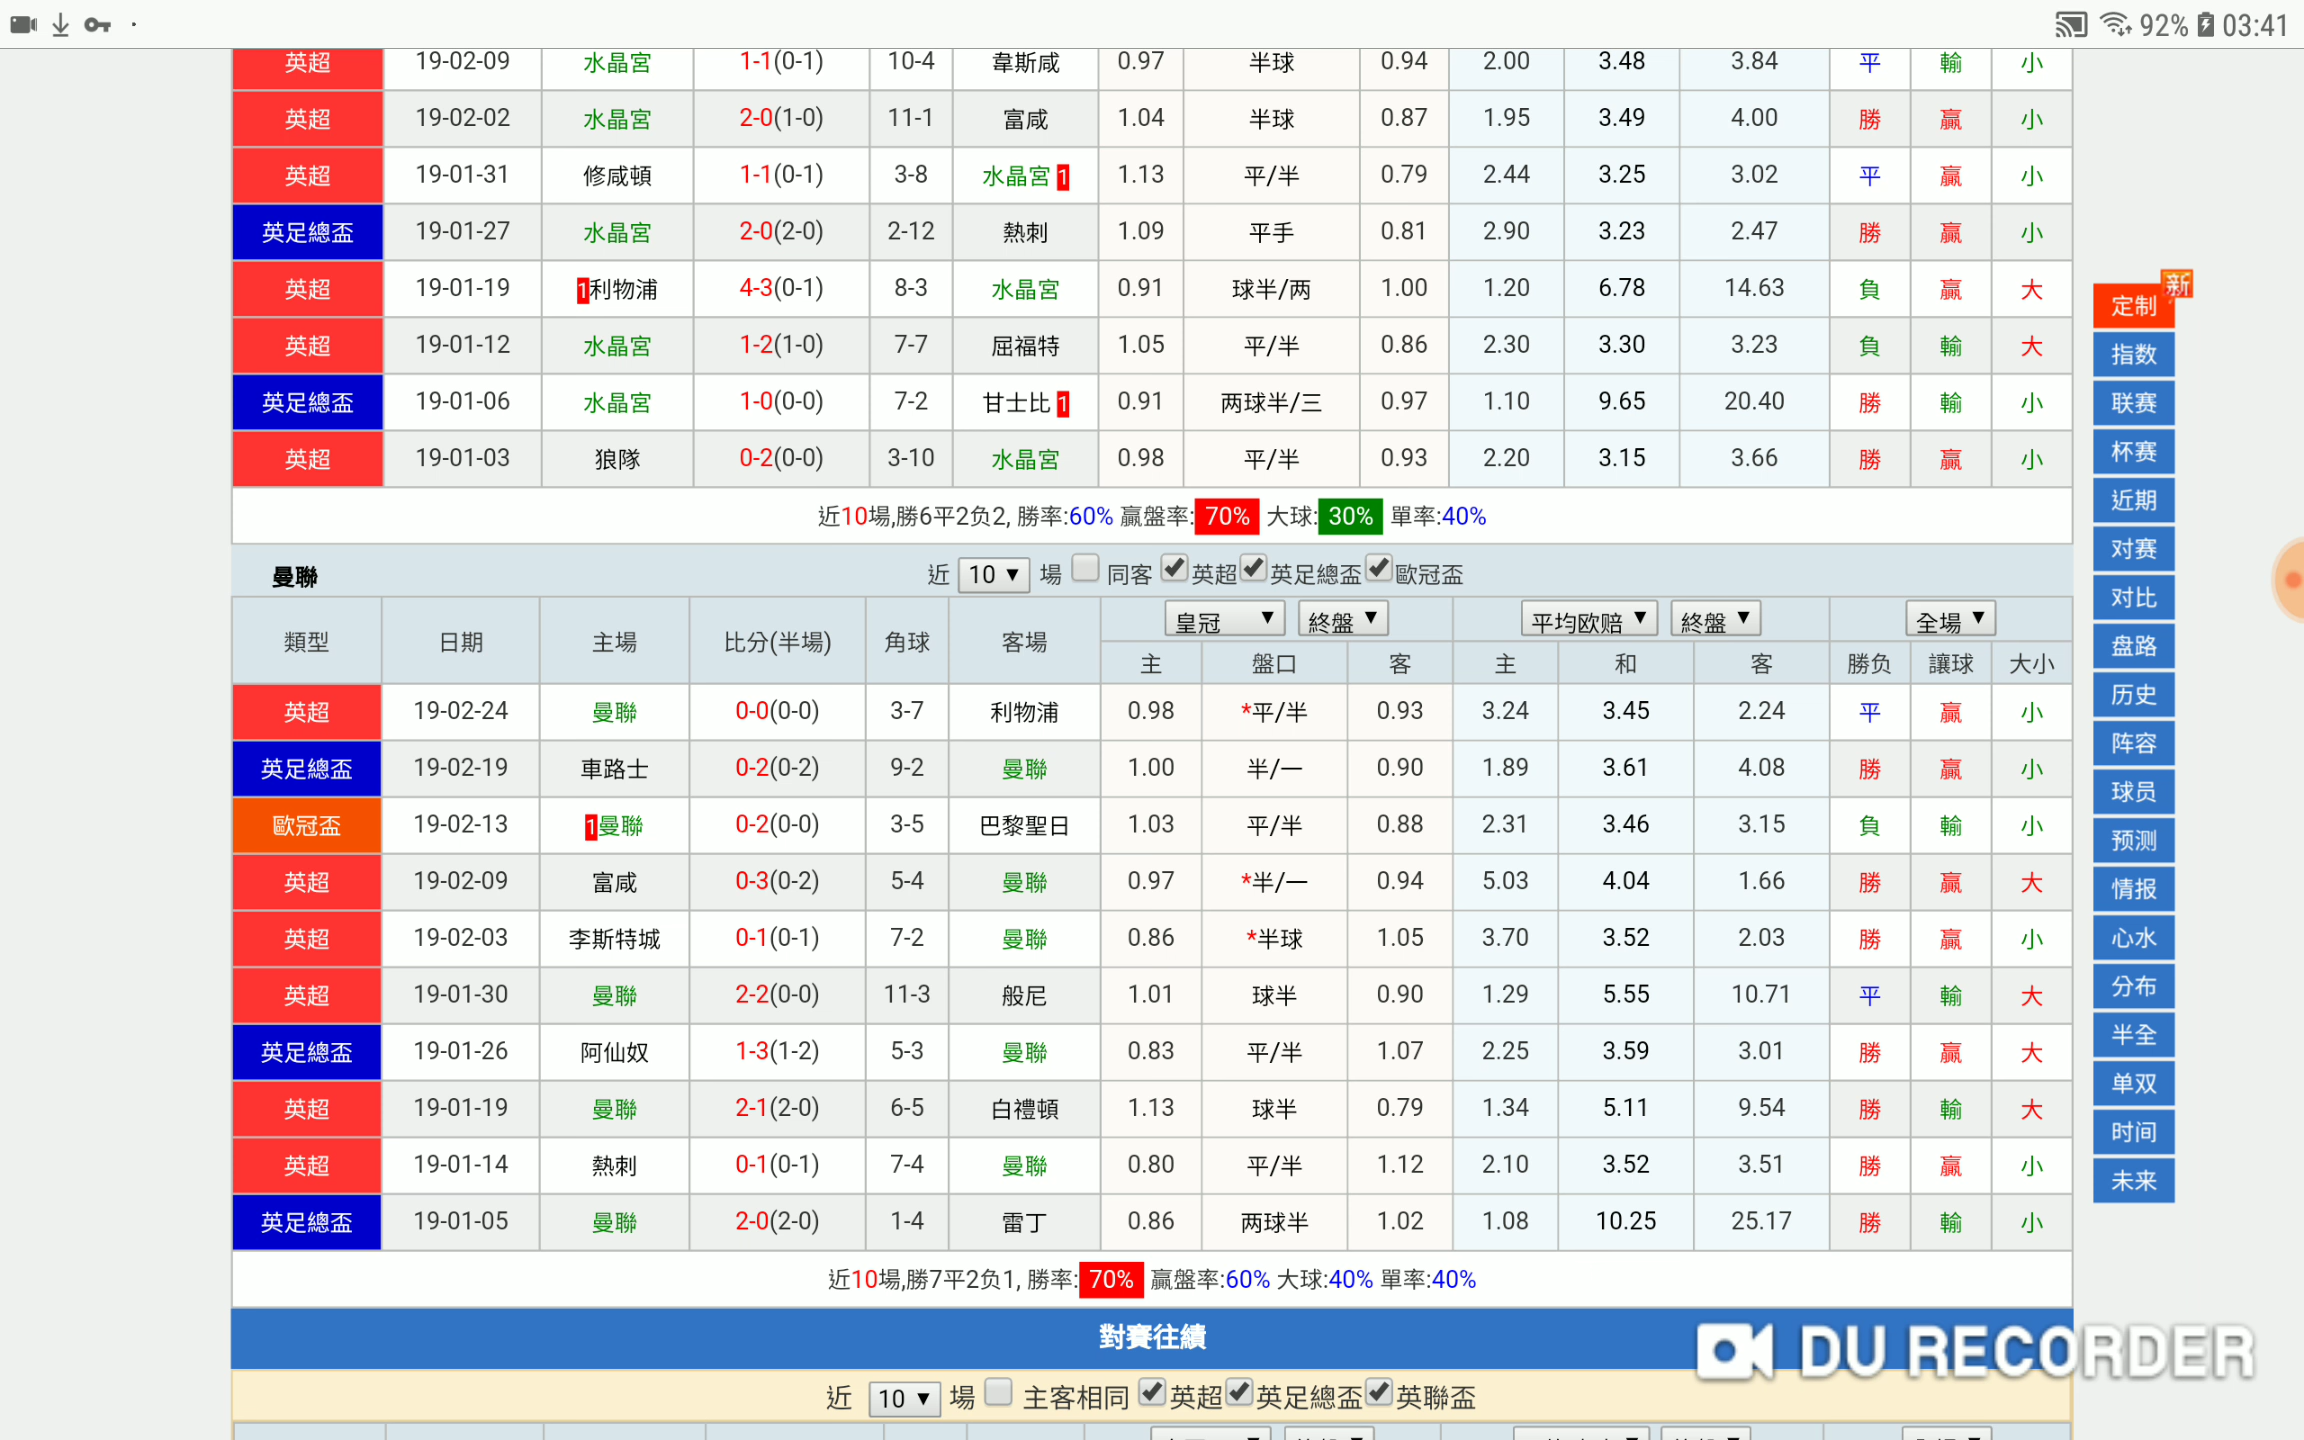 92% 03:41
英超 19-02-09 水晶宮 1-1(0-1) 10-4 韋斯咸 0.97 半球 0.94 2.00 3.48 3.84 平 輸 小
英超 19-02-02 水晶宮 2-0(1-0) 11-1 富咸 1.04 半球 0.87 1.95 3.49 4.00 勝 贏 小
英超 19-01-31 修咸頓 1-1(0-1) 3-8 水晶宮 1 1.13 平/半 0.79 2.44 3.25 3.02 平 贏 小
英足總盃 19-01-27 水晶宮 2-0(2-0) 2-12 熱刺 1.09 平手 0.81 2.90 3.23 2.47 勝 贏 小
英超 19-01-19 1利物浦 4-3(0-1) 8-3 水晶宮 0.91 球半/两 1.00 1.20 6.78 14.63 負 贏 大
英超 19-01-12 水晶宮 1-2(1-0) 7-7 屈福特 1.05 平/半 0.86 2.30 3.30 3.23 負 輸 大
英足總盃 19-01-06 水晶宮 1-0(0-0) 7-2 甘士比 1 0.91 两球半/三 0.97 1.10 9.65 20.40 勝 輸 小
英超 19-01-03 狼隊 0-2(0-0) 3-10 水晶宮 0.98 平/半 0.93 2.20 3.15 3.66 勝 贏 小
近10場,勝6平2负2, 勝率:60% 贏盤率: 70% 大球: 30% 單率:40%
曼聯 近 10 ▼ 場 同客 英超 英足總盃 歐冠盃
類型 日期 主場 比分(半場) 角球 客場 皇冠 ▼ 終盤 ▼ 平均欧赔 ▼ 終盤 ▼ 全場 ▼
主 盤口 客 主 和 客 勝负 讓球 大小
英超 19-02-24 曼聯 0-0(0-0) 3-7 利物浦 0.98 *平/半 0.93 3.24 3.45 2.24 平 贏 小
英足總盃 19-02-19 車路士 0-2(0-2) 9-2 曼聯 1.00 半/一 0.90 1.89 3.61 4.08 勝 贏 小
歐冠盃 19-02-13 1曼聯 0-2(0-0) 3-5 巴黎聖日 1.03 平/半 0.88 2.31 3.46 3.15 負 輸 小
英超 19-02-09 富咸 0-3(0-2) 5-4 曼聯 0.97 *半/一 0.94 5.03 4.04 1.66 勝 贏 大
英超 19-02-03 李斯特城 0-1(0-1) 7-2 曼聯 0.86 *半球 1.05 3.70 3.52 2.03 勝 贏 小
英超 19-01-30 曼聯 2-2(0-0) 11-3 般尼 1.01 球半 0.90 1.29 5.55 10.71 平 輸 大
英足總盃 19-01-26 阿仙奴 1-3(1-2) 5-3 曼聯 0.83 平/半 1.07 2.25 3.59 3.01 勝 贏 大
英超 19-01-19 曼聯 2-1(2-0) 6-5 白禮頓 1.13 球半 0.79 1.34 5.11 9.54 勝 輸 大
英超 19-01-14 熱刺 0-1(0-1) 7-4 曼聯 0.80 平/半 1.12 2.10 3.52 3.51 勝 贏 小
英足總盃 19-01-05 曼聯 2-0(2-0) 1-4 雷丁 0.86 两球半 1.02 1.08 10.25 25.17 勝 輸 小
近10場,勝7平2负1, 勝率: 70% 贏盤率:60% 大球:40% 單率:40%
對賽往績
近 10 ▼ 場 主客相同 英超 英足總盃 英聯盃
新
定制
指数
联赛
杯赛
近期
对赛
对比
盘路
历史
阵容
球员
预测
情报
心水
分布
半全
单双
时间
未来
DU RECORDER